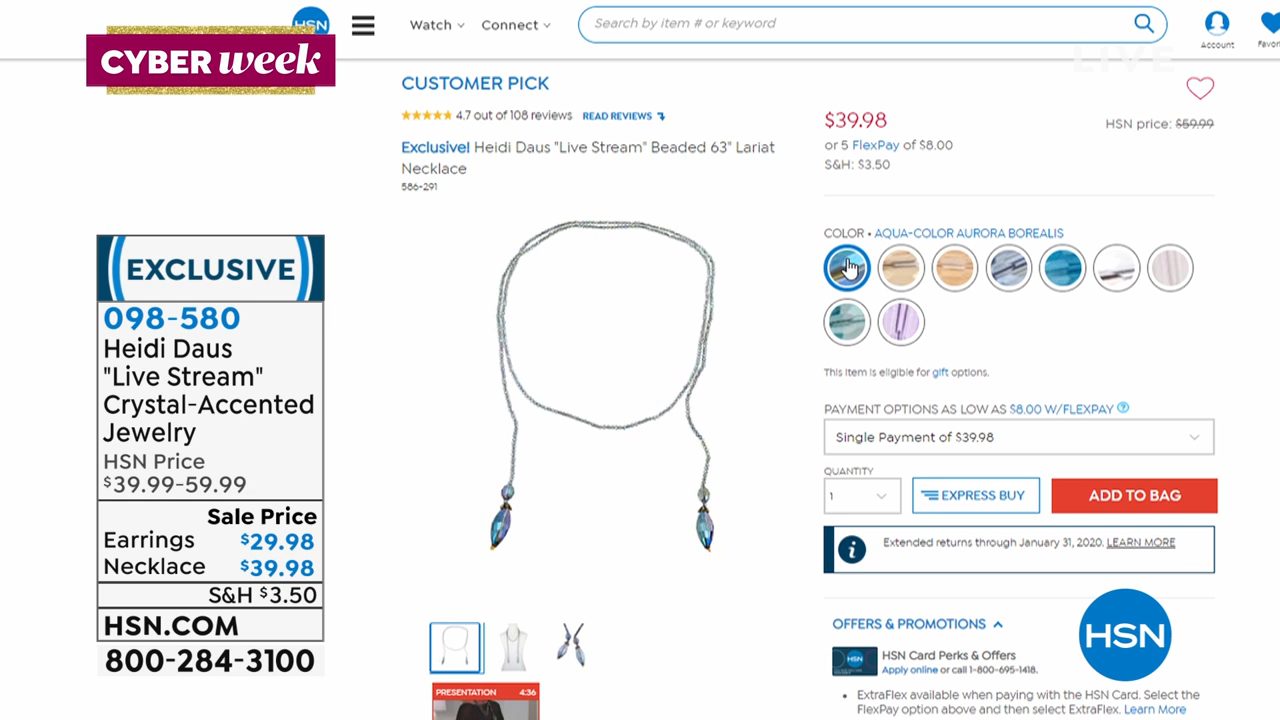 HSN
CYBER week
Watch
Connect
Search by item # or keyword
Account
LIVE
CUSTOMER PICK
4.7 out of 108 reviews READ REVIEWS
Exclusive! Heidi Daus "Live Stream" Beaded 63" Lariat
Necklace
586-291
$39.98
HSN price: $59.99
or 5 FlexPay of $8.00
S&H: $3.50
COLOR • AQUA-COLOR AURORA BOREALIS
This item is eligible for gift options.
PAYMENT OPTIONS AS LOW AS $8.00 W/FLEXPAY ?
Single Payment of $39.98
QUANTITY
1
EXPRESS BUY
ADD TO BAG
i
Extended returns through January 31, 2020. LEARN MORE
OFFERS & PROMOTIONS
HSN
HSN Card Perks & Offers
Apply online or call 1-800-695-1418.
• ExtraFlex available when paying with the HSN Card. Select the
FlexPay option above and then select ExtraFlex. Learn More
HSN
PRESENTATION 4:36
EXCLUSIVE
098-580
Heidi Daus
"Live Stream"
Crystal-Accented
Jewelry
HSN Price
$39.99-59.99
Sale Price
Earrings $29.98
Necklace $39.98
S&H $3.50
HSN.COM
800-284-3100